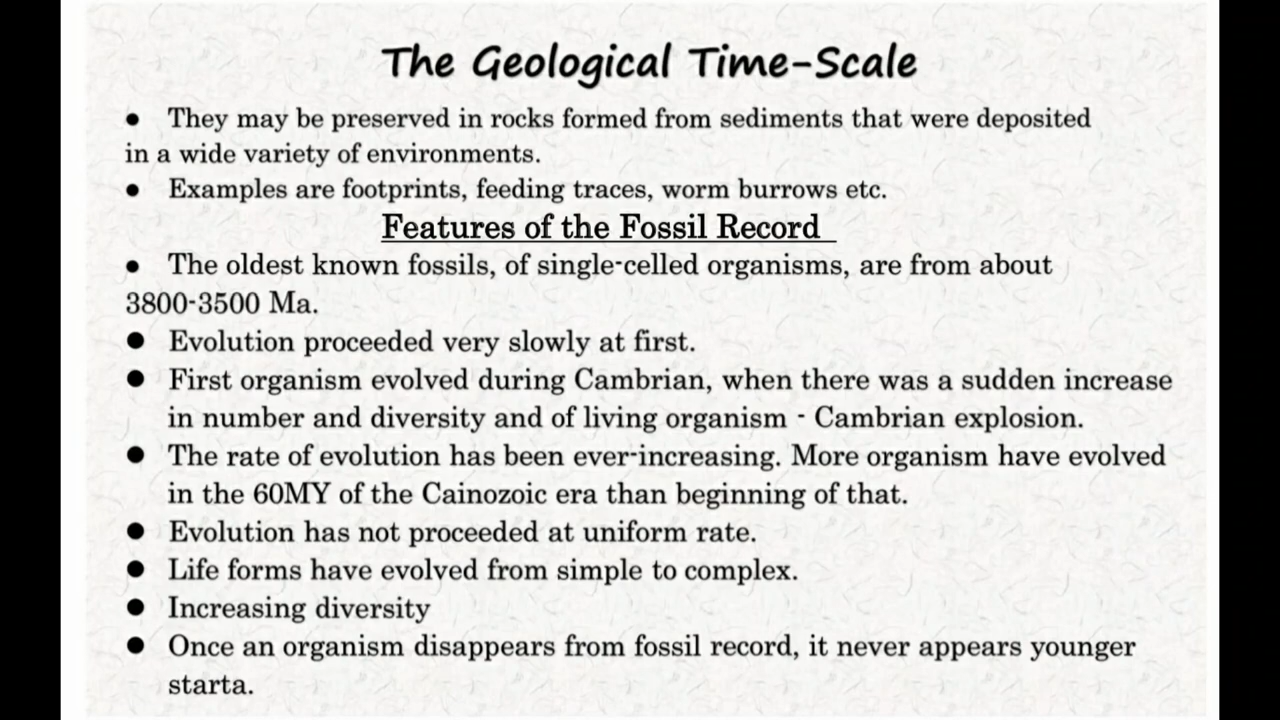 The Geological Time-Scale
● They may be preserved in rocks formed from sediments that were deposited
in a wide variety of environments.
● Examples are footprints, feeding traces, worm burrows etc.
Features of the Fossil Record
● The oldest known fossils, of single-celled organisms, are from about
3800-3500 Ma.
● Evolution proceeded very slowly at first.
● First organism evolved during Cambrian, when there was a sudden increase
in number and diversity and of living organism - Cambrian explosion.
● The rate of evolution has been ever-increasing. More organism have evolved
in the 60MY of the Cainozoic era than beginning of that.
● Evolution has not proceeded at uniform rate.
● Life forms have evolved from simple to complex.
● Increasing diversity
● Once an organism disappears from fossil record, it never appears younger
starta.